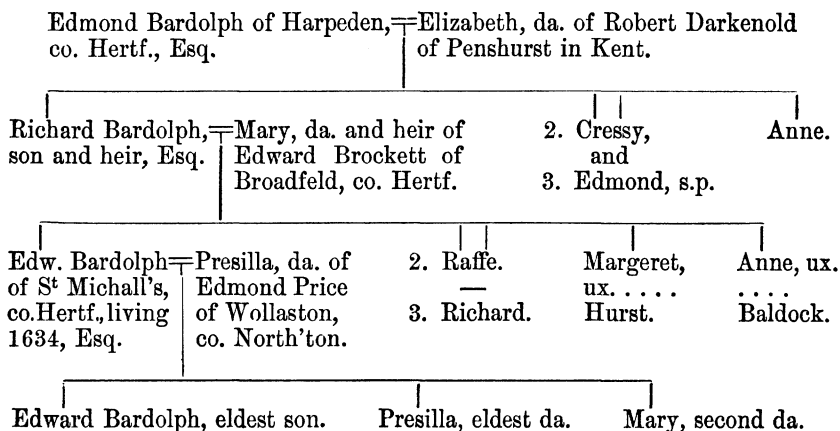 Edmond Bardolph of Harpeden, Elizabeth, da. of Robert Darkenold
co. Hertf., Esq. of Penshurst in Kent.
Richard Bardolph, Mary, da. and heir of 2. Cressy, Anne.
son and heir, Esq. Edward Brockett of and
Broadfeld, co. Hertf. 3. Edmond, s.p.
Edw. Bardolph Presilla, da. of 2. Raffe. Margeret, Anne, ux.
of St Michall's, Edmond Price — ux. . . . . . . . . .
co.Hertf., living of Wollaston, 3. Richard. Hurst. Baldock.
1634, Esq. co. North'ton.
Edward Bardolph, eldest son. Presilla, eldest da. Mary, second da.